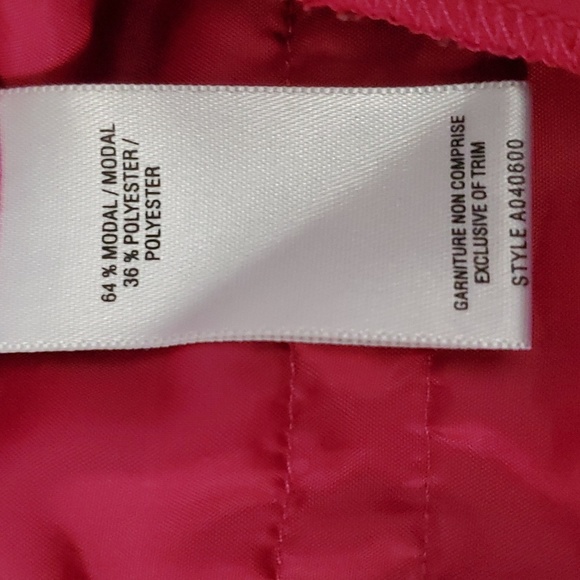 64 % MODAL / MODAL
36 % POLYESTER /
POLYESTER
GARNITURE NON COMPRISE
EXCLUSIVE OF TRIM
STYLE A040600